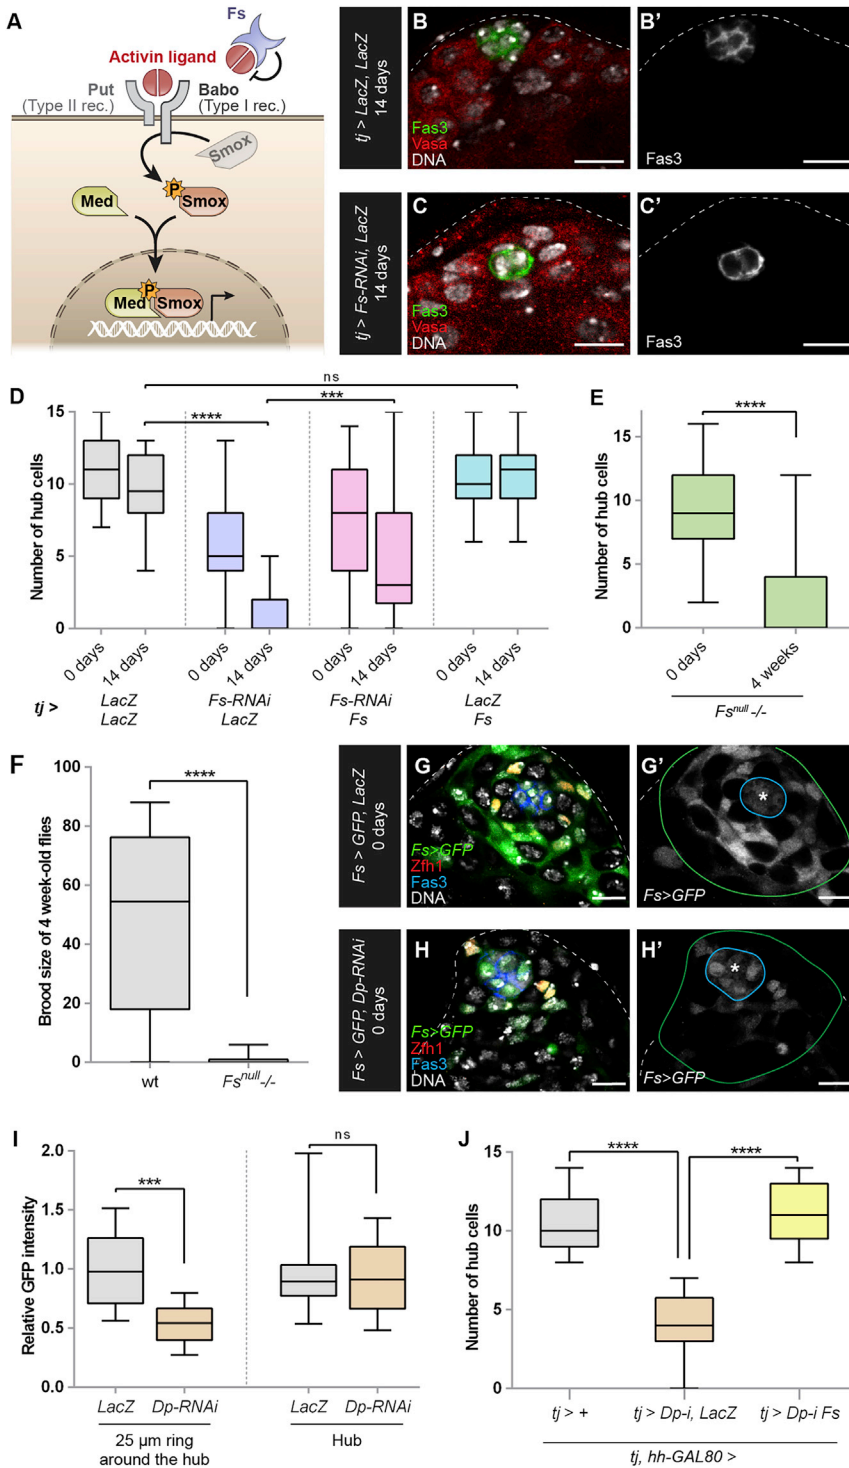 A
Fs
Activin ligand
Put
(Type II rec.)
Babo
(Type I rec.)
Smox
P
Med
Smox
P
Med
Smox
tj > LacZ, LacZ
14 days
B
Fas3
Vasa
DNA
B’
Fas3
tj > Fs-RNAi, LacZ
14 days
C
Fas3
Vasa
DNA
C’
Fas3
D
ns
****
***
Number of hub cells
15
10
5
0
0 days
14 days
0 days
14 days
0 days
14 days
0 days
14 days
tj >
LacZ
LacZ
Fs-RNAi
LacZ
Fs-RNAi
Fs
LacZ
Fs
E
****
Number of hub cells
15
10
5
0
0 days
4 weeks
Fsnull -/-
F
****
Brood size of 4 week-old flies
100
80
60
40
20
0
wt
Fsnull-/-
Fs > GFP, LacZ
0 days
G
Fs>GFP
Zfh1
Fas3
DNA
G’
*
Fs>GFP
Fs > GFP, Dp-RNAi
0 days
H
Fs>GFP
Zfh1
Fas3
DNA
H’
*
Fs>GFP
I
***
ns
Relative GFP intensity
2.0
1.5
1.0
0.5
0.0
LacZ
Dp-RNAi
LacZ
Dp-RNAi
25 µm ring
around the hub
Hub
J
****
****
Number of hub cells
15
10
5
0
tj > +
tj > Dp-i, LacZ
tj > Dp-i Fs
tj, hh-GAL80 >